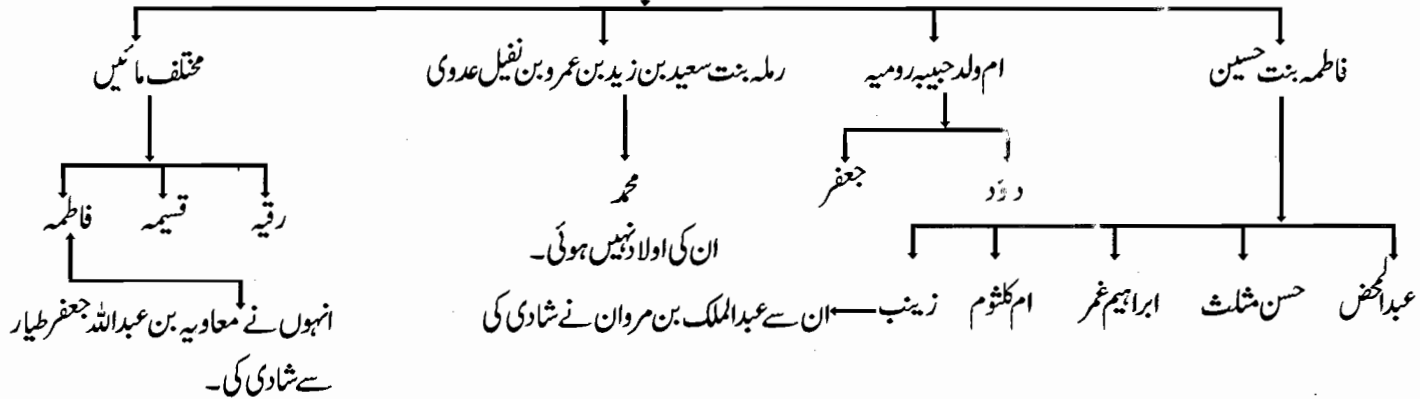 فاطمہ بنت حسین
ام ولد حبیبہ رومیہ
رملہ بنت سعید بن زید بن عمرو بن نفیل عدوی
مختلف مائیں
جعفر
محمد
ان کی اولاد نہیں ہوئی۔
رقیہ
قسیمہ
فاطمہ
عبدالمحض
حسن مثلث
ابراہیم غمر
ام کلثوم
زینب
ان سے عبدالملک بن مروان نے شادی کی
انہوں نے معاویہ بن عبداللہ جعفر طیار
سے شادی کی۔